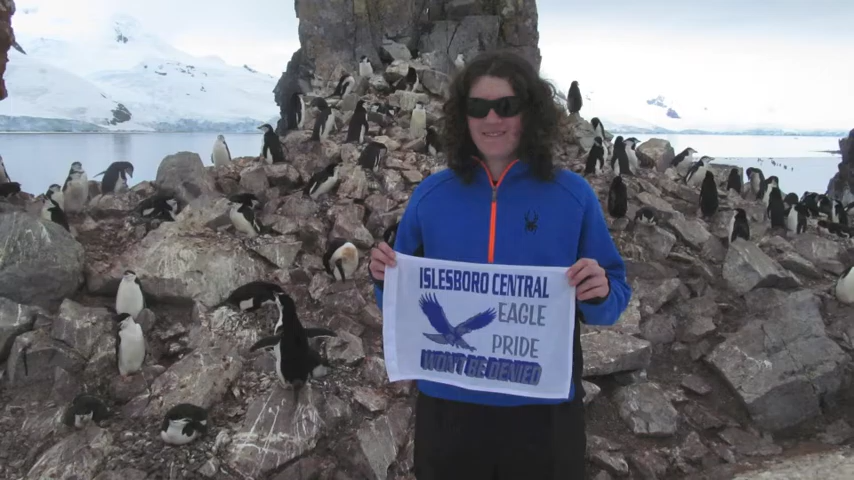 ISLESBORO CENTRAL
EAGLE
PRIDE
WON'T BE DENIED